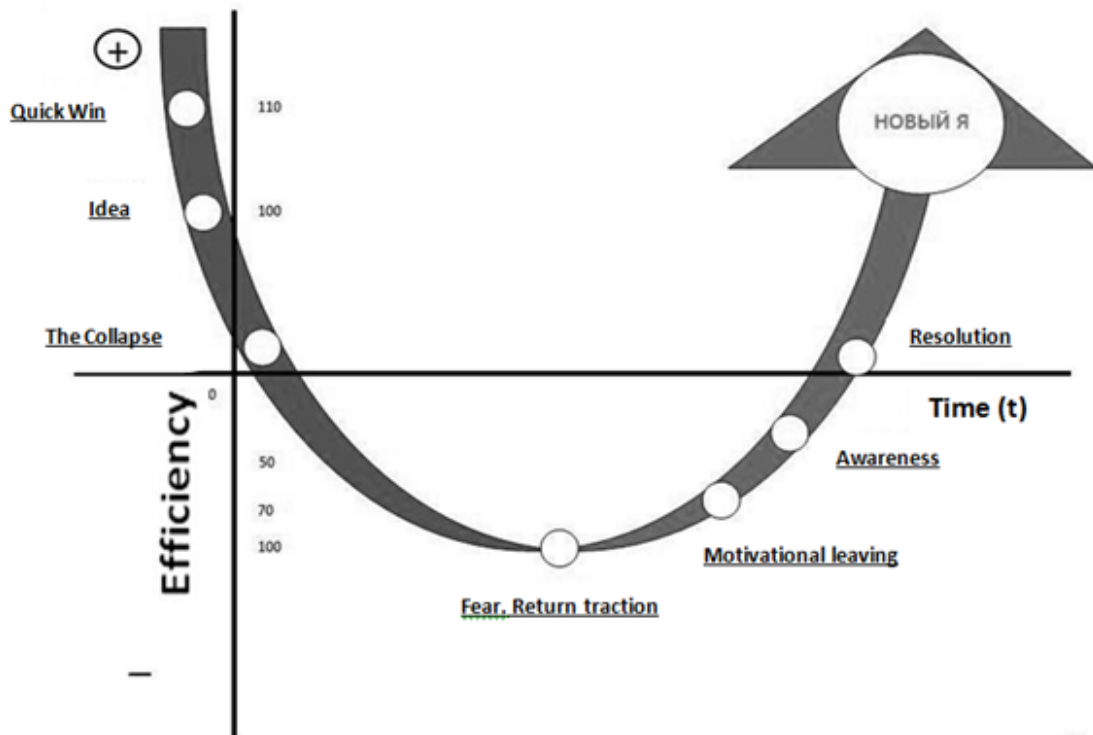 +
Quick Win
110
НОВЫЙ Я
Idea
100
The Collapse
Resolution
0
Time (t)
Efficiency
50
Awareness
70
100
Motivational leaving
Fear. Return traction
–